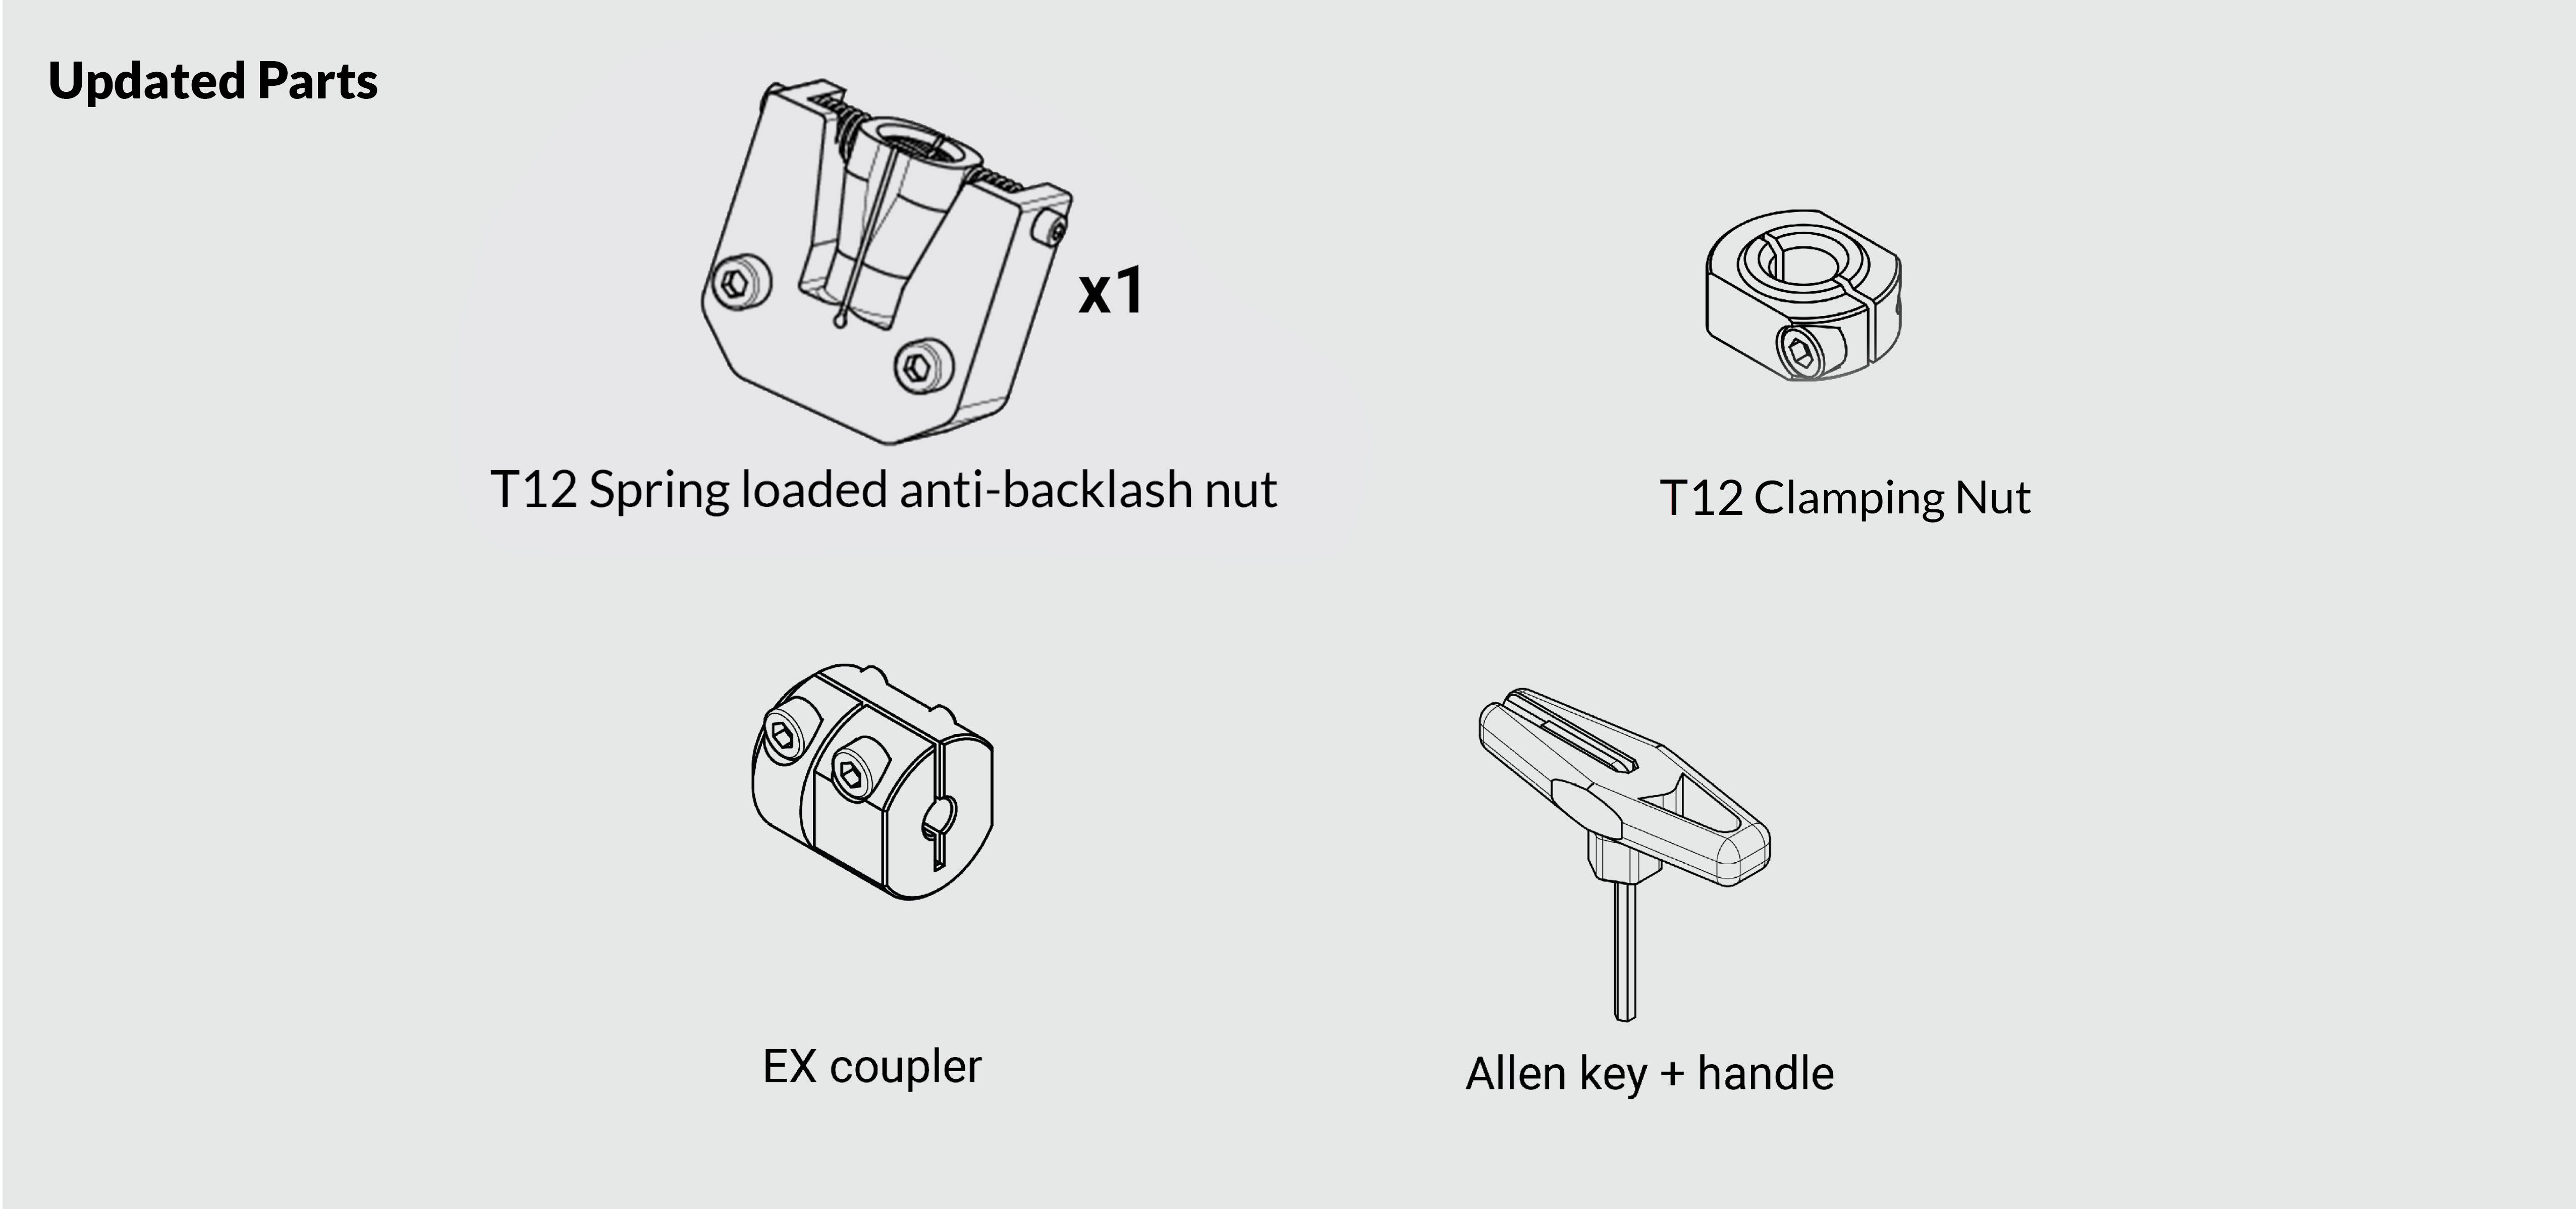 Updated Parts
x1
T12 Spring loaded anti-backlash nut
T12 Clamping Nut
EX coupler
Allen key + handle